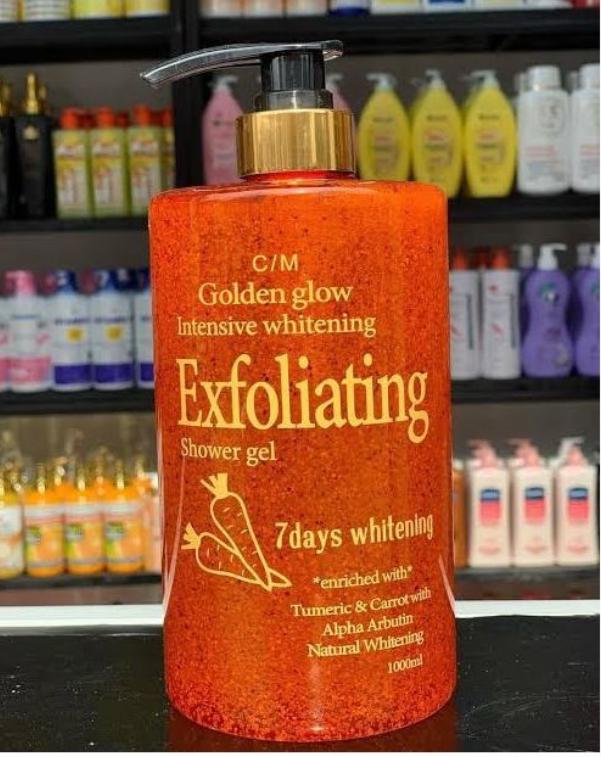 C/M
Golden glow
Intensive whitening
Exfoliating
Shower gel
7days whitening
*enriched with*
Tumeric & Carrot with
Alpha Arbutin
Natural Whitening
1000ml